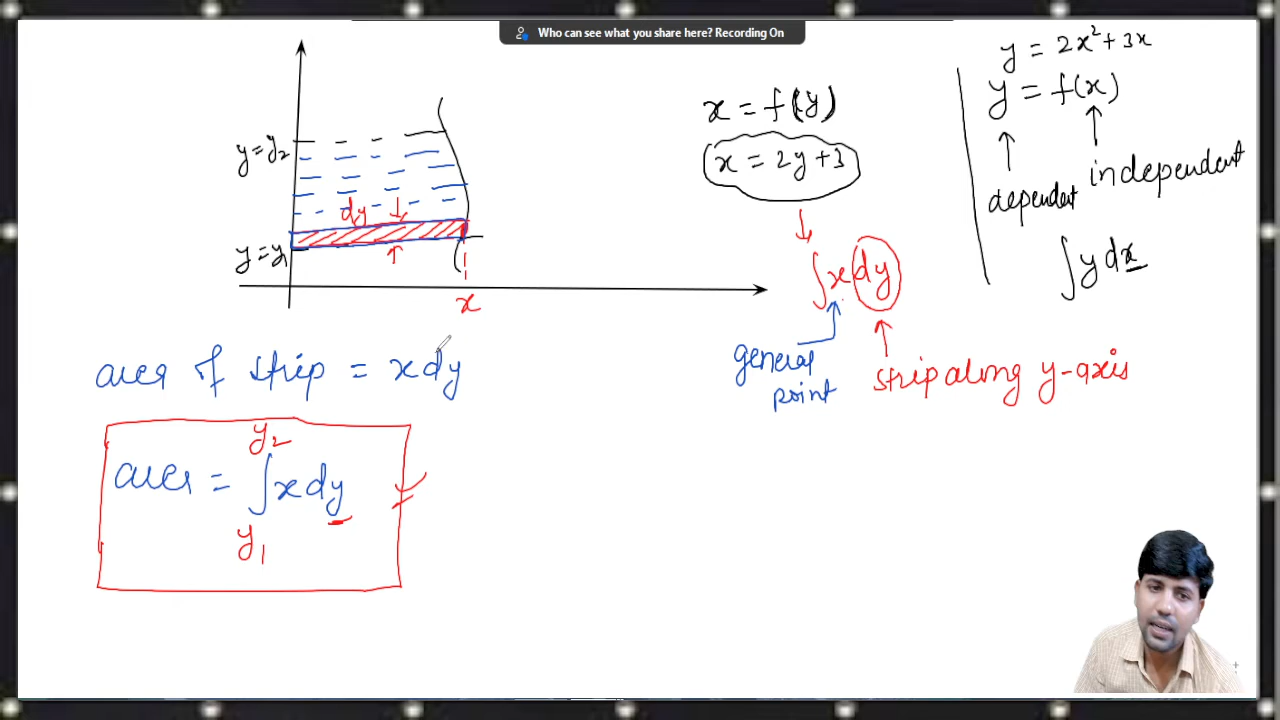 Who can see what you share here? Recording On
y = 2x² + 3x
y = f(x)
dependent
independent
∫ y dx
x = f(y)
x = 2y + 3
∫ x dy
general point
strip along y-axis
y = y₂
dy
y = y₁
x
area of strip = x dy
area = ∫ x dy
y₂
y₁